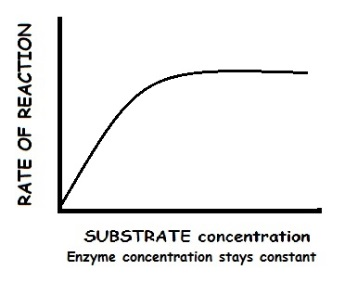 RATE OF REACTION
SUBSTRATE concentration
Enzyme concentration stays constant